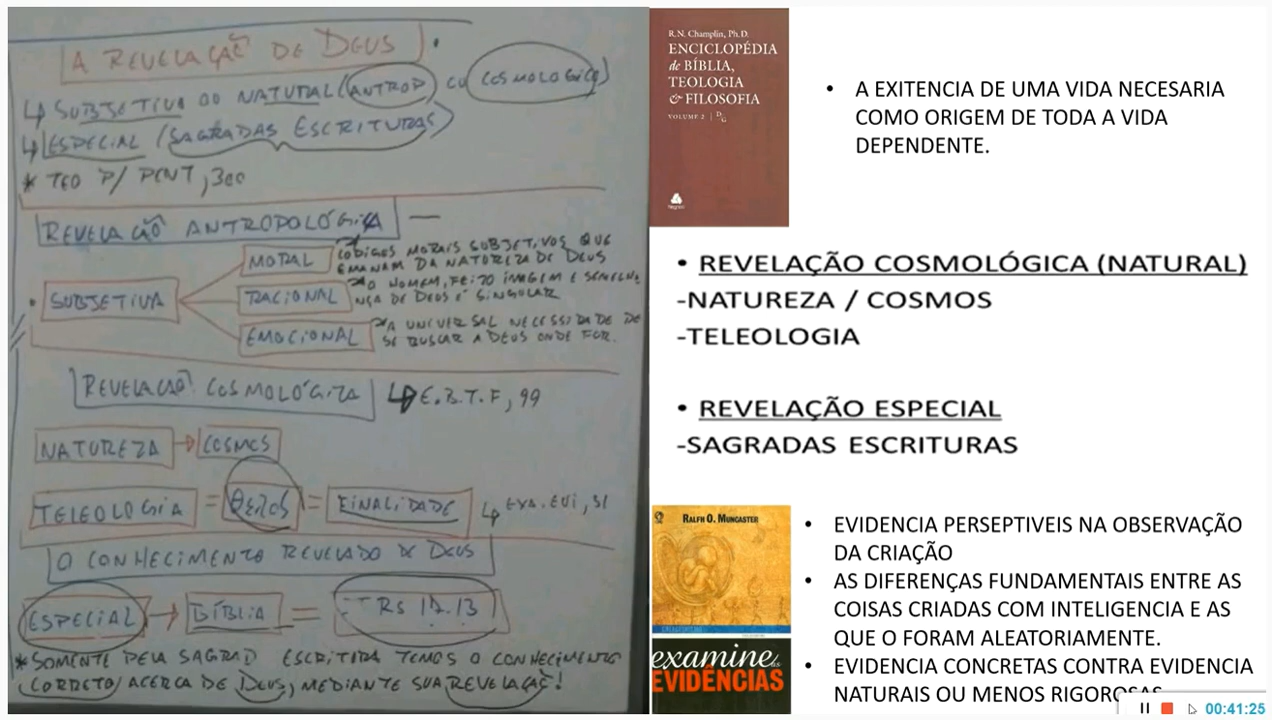 A REVELAÇÃO DE DEUS
↳ SUBJETIVA OU NATURAL (ANTROP OU COSMOLÓGICO)
↳ ESPECIAL (SAGRADAS ESCRITURAS)
* TEO P/ PENT, 300
REVELAÇÃO ANTROPOLÓGICA
SUBJETIVA
MORAL
CÓDIGOS MORAIS SUBJETIVOS QUE
EMANAM DA NATUREZA DE DEUS
RACIONAL
O HOMEM, FEITO IMAGEM E SEMELHA-
NÇA DE DEUS É SINGULAR
EMOCIONAL
A UNIVERSAL NECESSIDADE DE
SE BUSCAR A DEUS ONDE FOR.
REVELAÇÃO COSMOLÓGICA ↳ E.B.T.F, 99
NATUREZA → COSMOS
TELEOLOGIA = = FINALIDADE ↳ EXA. EVI, 31
O CONHECIMENTO REVELADO DE DEUS
ESPECIAL → BÍBLIA =
* SOMENTE PELA SAGRAD ESCRITURA TEMOS O CONHECIMENTO
CORRETO ACERCA DE DEUS, MEDIANTE SUA REVELAÇÃO!
R.N. Champlin, Ph.D.
ENCICLOPÉDIA
de BÍBLIA,
TEOLOGIA
& FILOSOFIA
VOLUME 2 | D/G
hagnos
• A EXITENCIA DE UMA VIDA NECESARIA
COMO ORIGEM DE TODA A VIDA
DEPENDENTE.
• REVELAÇÃO COSMOLÓGICA (NATURAL)
-NATUREZA / COSMOS
-TELEOLOGIA
• REVELAÇÃO ESPECIAL
-SAGRADAS ESCRITURAS
RALPH O. MUNCASTER
examine as
EVIDÊNCIAS
• EVIDENCIA PERSEPTIVEIS NA OBSERVAÇÃO
DA CRIAÇÃO
• AS DIFERENÇAS FUNDAMENTAIS ENTRE AS
COISAS CRIADAS COM INTELIGENCIA E AS
QUE O FORAM ALEATORIAMENTE.
• EVIDENCIA CONCRETAS CONTRA EVIDENCIA
NATURAIS OU MENOS RIGOROSAS
00:41:25